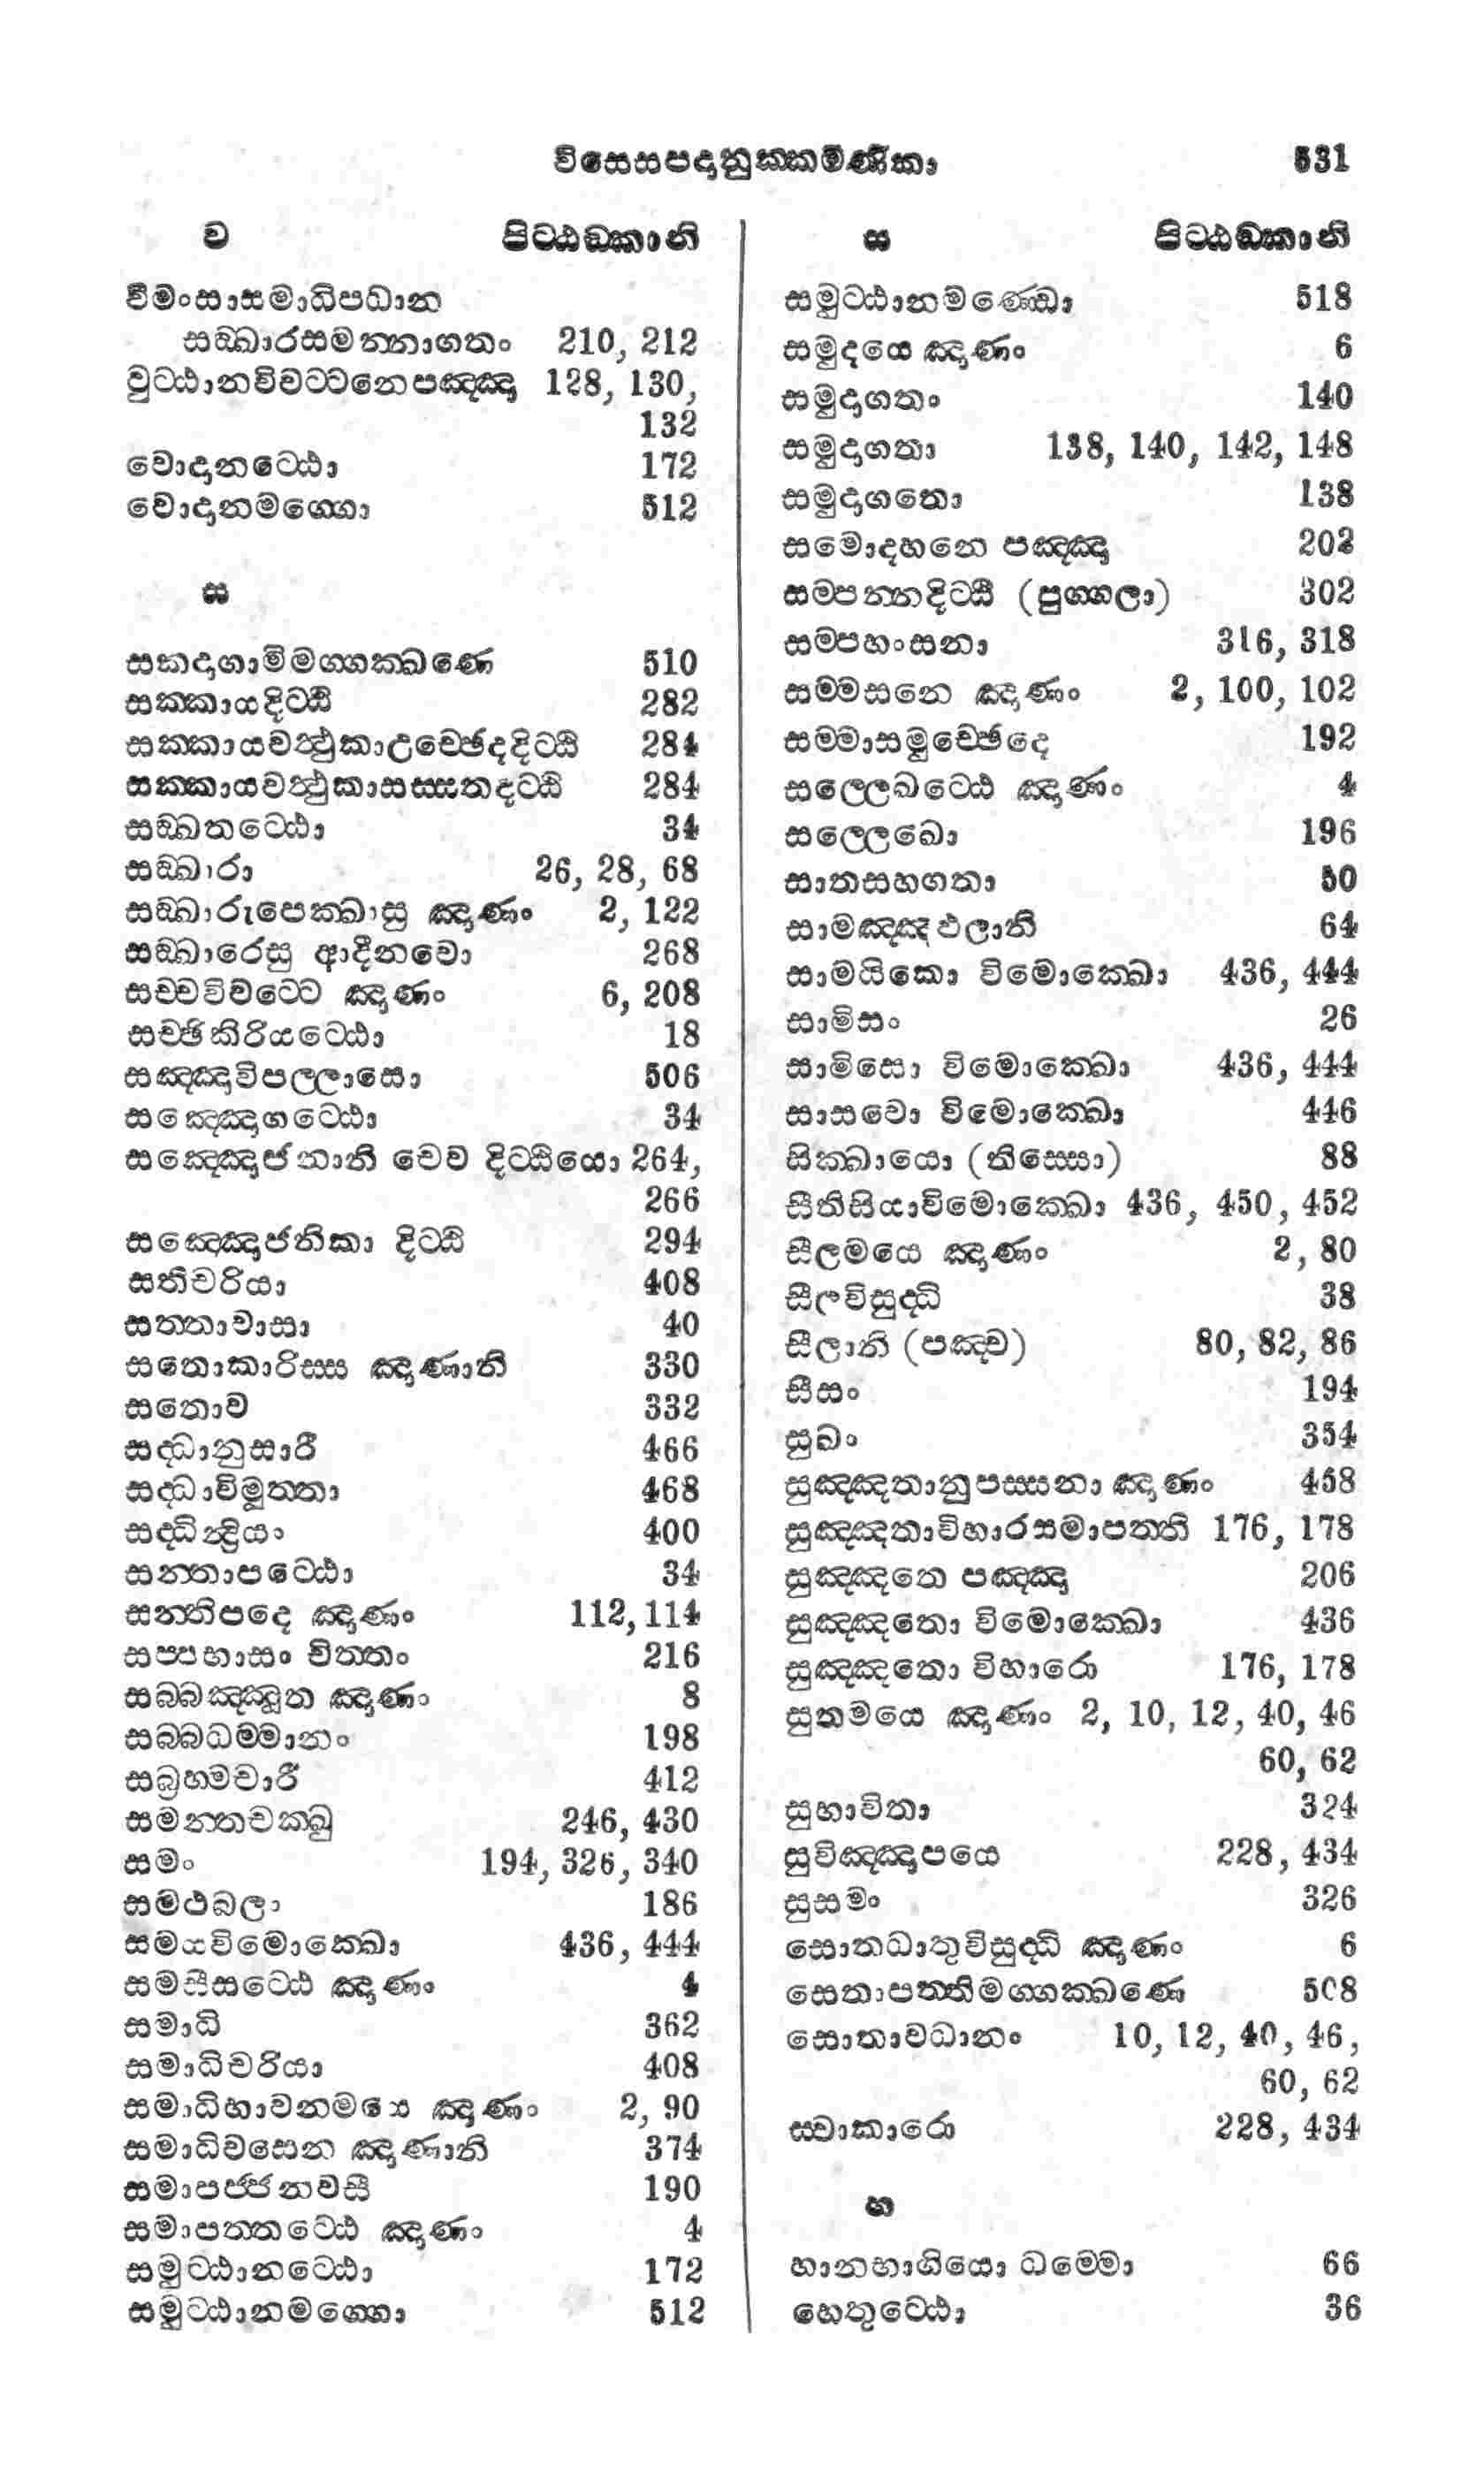 විසෙසපදානුක්කමණිකා 531
ව පිට්ඨඞ්කානි
වීමංසාසමාධිපධාන
සඞ්ඛාරසමන්නාගතං 210, 212
වුට්ඨානවිවට්ටනෙපඤ්ඤා 128, 130,
132
වොදානට්ඨො 172
වොදානමග්ගො 512
ස
සකදාගාමිමග්ගක්ඛණෙ 510
සක්කායදිට්ඨි 282
සක්කායවත්ථුකාඋච්ඡෙදදිට්ඨි 284
සක්කායවත්ථුකාසස්සතදට්ඨි 284
සඞ්ඛතට්ඨො 34
සඞ්ඛාරා 26, 28, 68
සඞ්ඛාරුපෙක්ඛාසු ඤාණං 2, 122
සඞ්ඛාරෙසු ආදීනවො 268
සච්චවිවට්ටෙ ඤාණං 6, 208
සච්ඡිකිරියට්ඨො 18
සඤ්ඤාවිපල්ලාසො 506
සඤ්ඤොගට්ඨො 34
සඤ්ඤොජනානි චෙව දිට්ඨියො 264,
266
සඤ්ඤොජනිකා දිට්ඨි 294
සතිචරියා 408
සත්තාවාසා 40
සතොකාරිස්ස ඤාණානි 330
සතොව 332
සද්ධානුසාරී 466
සද්ධාවිමුත්තා 468
සද්ධින්ද්‍රියා 400
සන්තාපට්ඨො 34
සන්තිපදෙ ඤාණං 112, 114
සප්පභාසං චිත්තං 216
සබ්බඤ්ඤුත ඤාණං 8
සබ්බධම්මානං 198
සබ්‍රහ්මචාරී 412
සමන්තචක්ඛු 246, 430
සමං 194, 326, 340
සමථබලා 186
සමයවිමොක්ඛො 436, 444
සමසීසට්ඨෙ ඤාණං 4
සමාධි 362
සමාධිචරියා 408
සමාධිභාවනමයෙ ඤාණං 2, 90
සමාධිවසෙන ඤාණානි 374
සමාපජ්ජනවසී 190
සමාපත්තට්ඨෙ ඤාණං 4
සමුට්ඨානට්ඨො 172
සමුට්ඨානමග්ගො 512
ස පිට්ඨඞ්කානි
සමුට්ඨානමණ්ඩො 518
සමුදයෙ ඤාණං 6
සමුදාගතං 140
සමුදාගතා 138, 140, 142, 148
සමුදාගතො 138
සමොදහනෙ පඤ්ඤා 202
සම්පන්නදිට්ඨී (පුග්ගලා) 302
සම්පහංසනා 316, 318
සම්මසනෙ ඤාණං 2, 100, 102
සම්මාසමුච්ඡෙදෙ 192
සල්ලෙඛට්ඨෙ ඤාණං 4
සල්ලෙඛො 196
සාතසහගතා 50
සාමඤ්ඤඵලානි 64
සාමයිකො විමොක්ඛො 436, 444
සාමිසං 26
සාමිසො විමොක්ඛො 436, 444
සාසවො විමොක්ඛො 446
සික්ඛායො (තිස්සො) 88
සීතිසියාවිමොක්ඛො 436, 450, 452
සීලමයෙ ඤාණං 2, 80
සීලවිසුද්ධි 38
සීලානි (පඤ්ච) 80, 82, 86
සීසං 194
සුඛං 354
සුඤ්ඤතානුපස්සනා ඤාණං 458
සුඤ්ඤතාවිහාරසමාපත්ති 176, 178
සුඤ්ඤතෙ පඤ්ඤා 206
සුඤ්ඤතො විමොක්ඛො 436
සුඤ්ඤතො විහාරො 176, 178
සුතමයෙ ඤාණං 2, 10, 12, 40, 46
60, 62
සුභාවිතා 324
සුවිඤ්ඤාපයෙ 228, 434
සුසමං 326
සොතධාතුවිසුද්ධි ඤාණං 6
සෙතාපත්තිමග්ගක්ඛණෙ 508
සොතාවධානං 10, 12, 40, 46,
60, 62
ස්වාකාරො 228, 434
හ
හානභාගියො ධම්මො 66
හෙතුට්ඨො 36